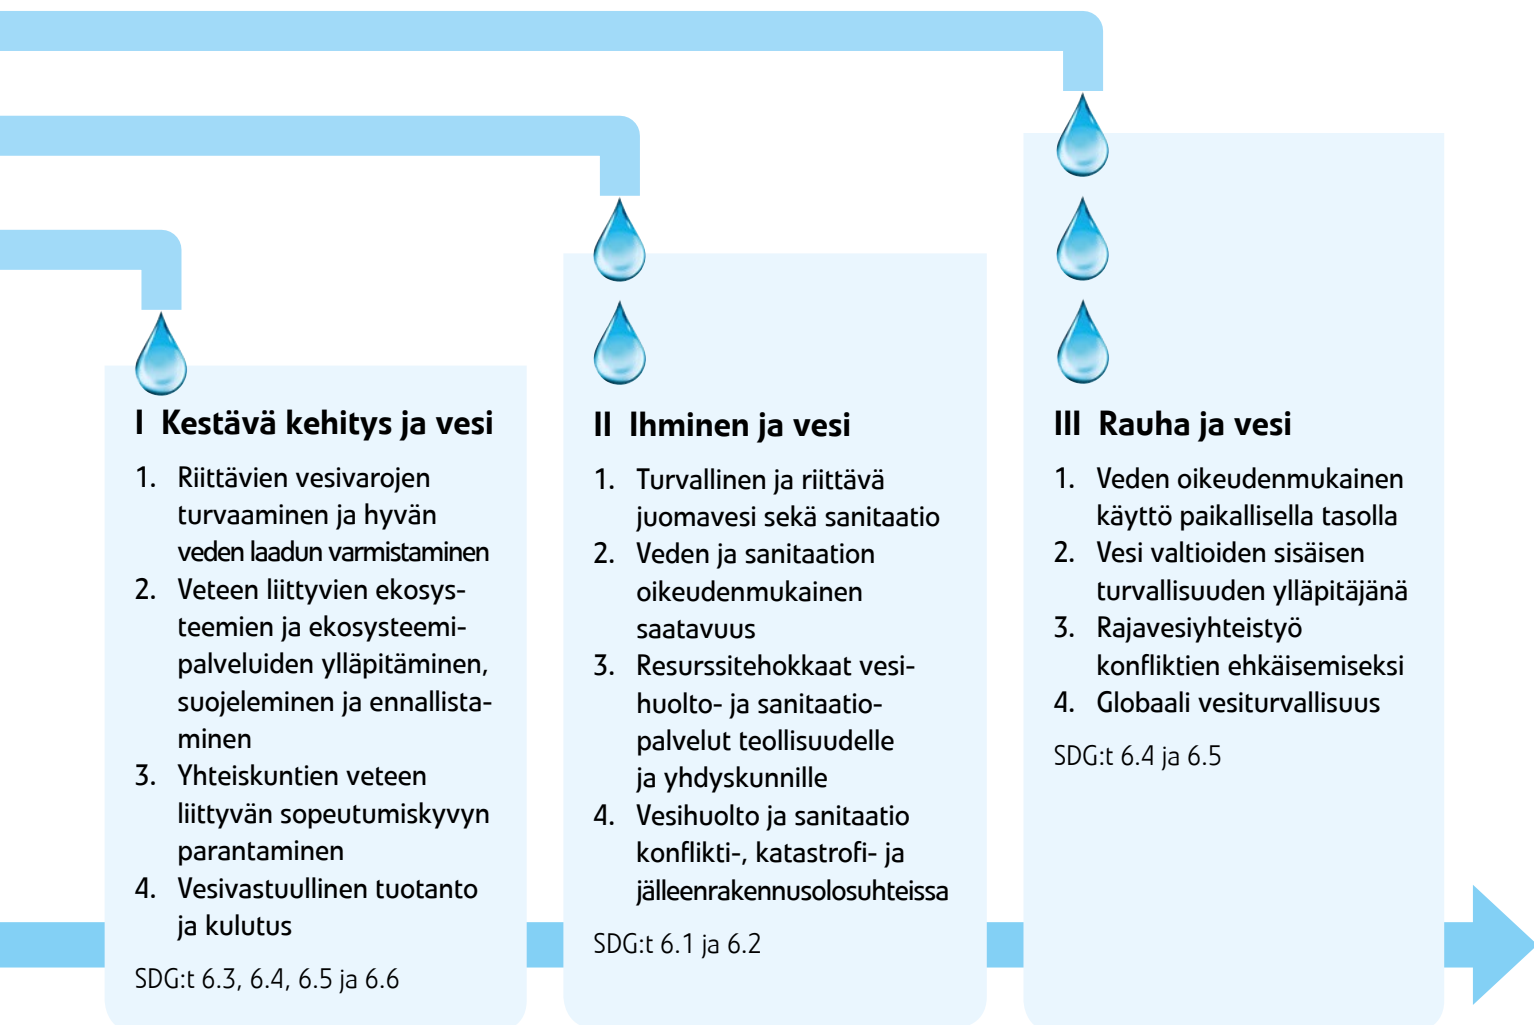 I Kestävä kehitys ja vesi
1. Riittävien vesivarojen
turvaaminen ja hyvän
veden laadun varmistaminen
2. Veteen liittyvien ekosys-
teemien ja ekosysteemi-
palveluiden ylläpitäminen,
suojeleminen ja ennallista-
minen
3. Yhteiskuntien veteen
liittyvän sopeutumiskyvyn
parantaminen
4. Vesivastuullinen tuotanto
ja kulutus
SDG:t 6.3, 6.4, 6.5 ja 6.6
II Ihminen ja vesi
1. Turvallinen ja riittävä
juomavesi sekä sanitaatio
2. Veden ja sanitaation
oikeudenmukainen
saatavuus
3. Resurssitehokkaat vesi-
huolto- ja sanitaatio-
palvelut teollisuudelle
ja yhdyskunnille
4. Vesihuolto ja sanitaatio
konflikti-, katastrofi- ja
jälleenrakennusolosuhteissa
SDG:t 6.1 ja 6.2
III Rauha ja vesi
1. Veden oikeudenmukainen
käyttö paikallisella tasolla
2. Vesi valtioiden sisäisen
turvallisuuden ylläpitäjänä
3. Rajavesiyhteistyö
konfliktien ehkäisemiseksi
4. Globaali vesiturvallisuus
SDG:t 6.4 ja 6.5